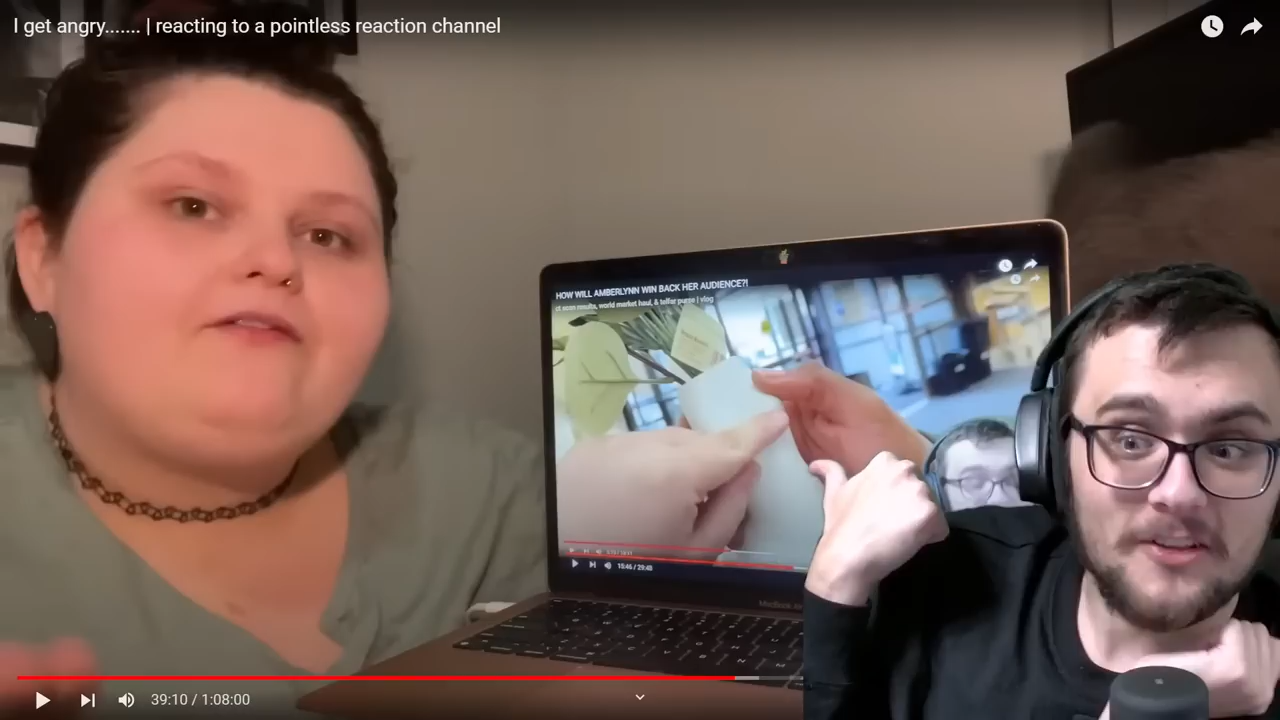 I get angry....... | reacting to a pointless reaction channel
HOW WILL AMBERLYNN WIN BACK HER AUDIENCE?!
ct scan results, world market haul, & telfar purse | vlog
15:46 / 29:48
MacBook
39:10 / 1:08:00